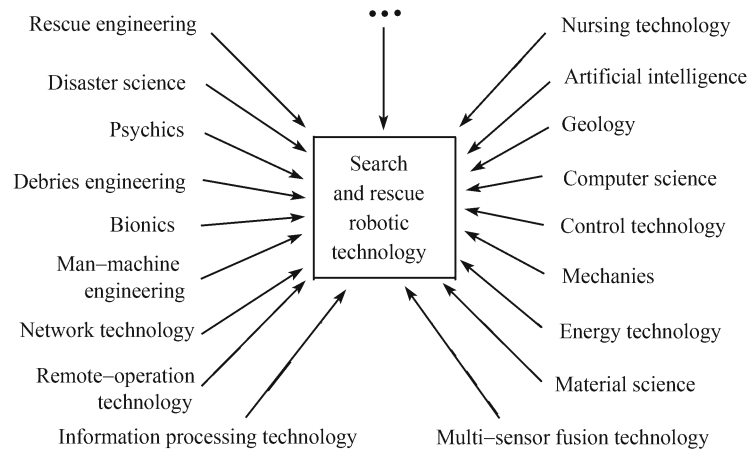 •••
Rescue engineering
Disaster science
Psychics
Debries engineering
Bionics
Man–machine
engineering
Network technology
Remote–operation
technology
Information processing technology
Search
and rescue
robotic
technology
Nursing technology
Artificial intelligence
Geology
Computer science
Control technology
Mechanies
Energy technology
Material science
Multi–sensor fusion technology